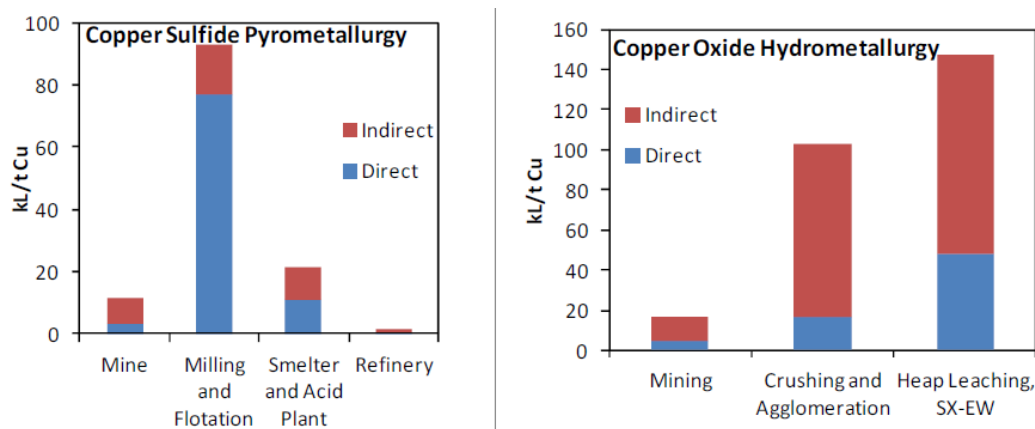 Copper Sulfide Pyrometallurgy
100
80
60
40
20
0
kL/t Cu
Indirect
Direct
Mine
Milling and Flotation
Smelter and Acid Plant
Refinery
Copper Oxide Hydrometallurgy
160
140
120
100
80
60
40
20
0
kL/t Cu
Indirect
Direct
Mining
Crushing and Agglomeration
Heap Leaching, SX-EW